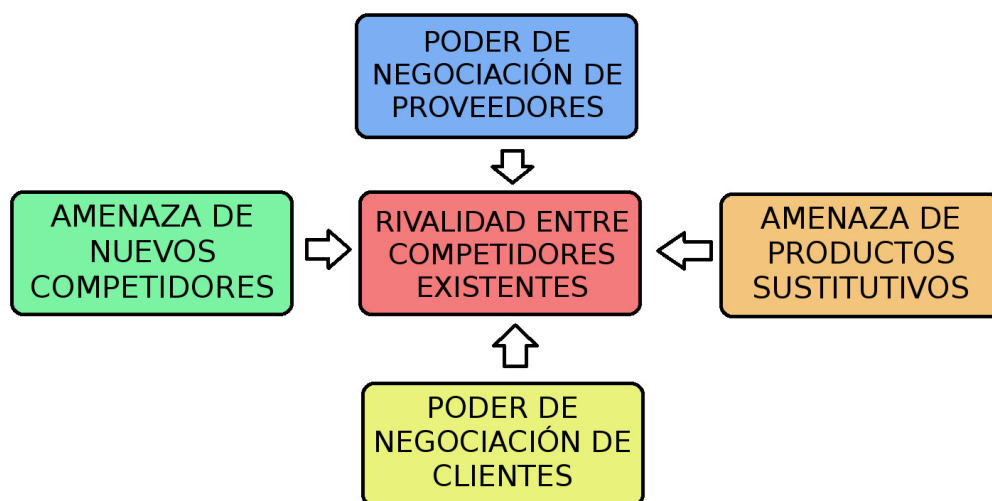 PODER DE
NEGOCIACIÓN DE
PROVEEDORES
AMENAZA DE
NUEVOS
COMPETIDORES
RIVALIDAD ENTRE
COMPETIDORES
EXISTENTES
AMENAZA DE
PRODUCTOS
SUSTITUTIVOS
PODER DE
NEGOCIACIÓN DE
CLIENTES